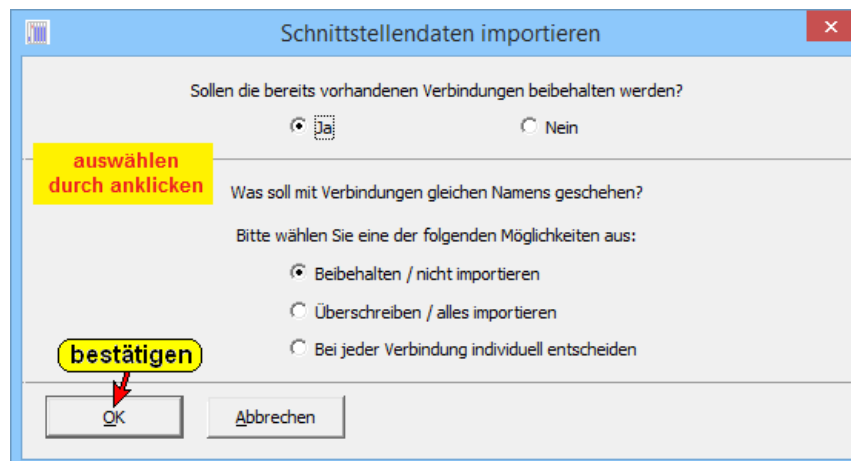 Schnittstellendaten importieren
Sollen die bereits vorhandenen Verbindungen beibehalten werden?
Ja Nein
auswählen
durch anklicken
Was soll mit Verbindungen gleichen Namens geschehen?
Bitte wählen Sie eine der folgenden Möglichkeiten aus:
Beibehalten / nicht importieren
Überschreiben / alles importieren
Bei jeder Verbindung individuell entscheiden
bestätigen
OK Abbrechen